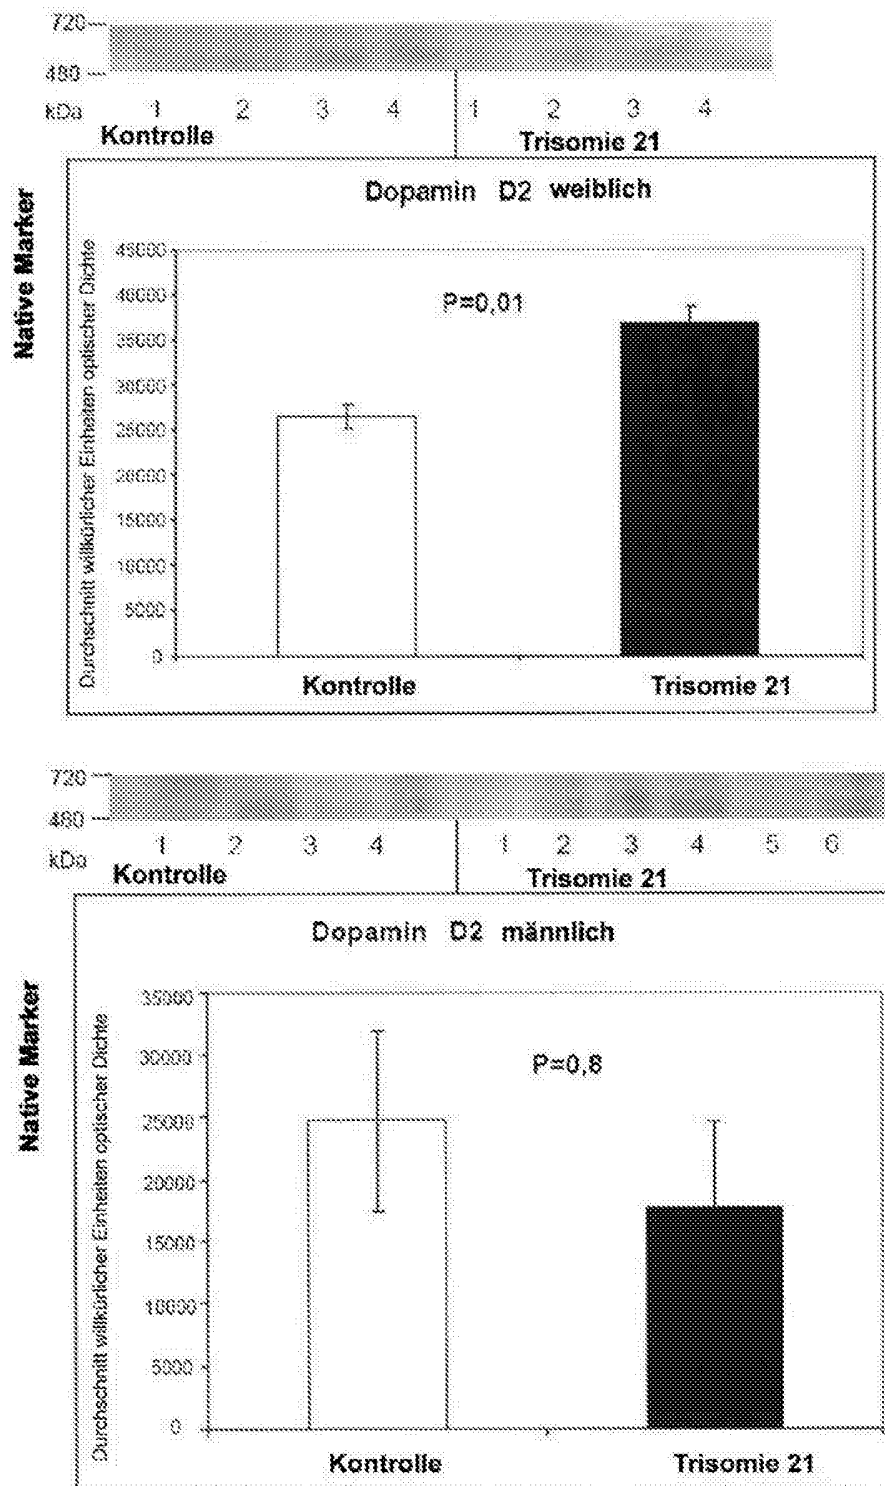 720
480
kDa 1 2 3 4 1 2 3 4
Kontrolle Trisomie 21
Native Marker
Dopamin D2 weiblich
Durchschnitt willkürlicher Einheiten optischer Dichte
45000
40000
35000
30000
25000
20000
15000
10000
5000
0
P=0,01
Kontrolle Trisomie 21
720
480
kDa 1 2 3 4 1 2 3 4 5 6
Kontrolle Trisomie 21
Native Marker
Dopamin D2 männlich
Durchschnitt willkürlicher Einheiten optischer Dichte
35000
30000
25000
20000
15000
10000
5000
0
P=0,8
Kontrolle Trisomie 21